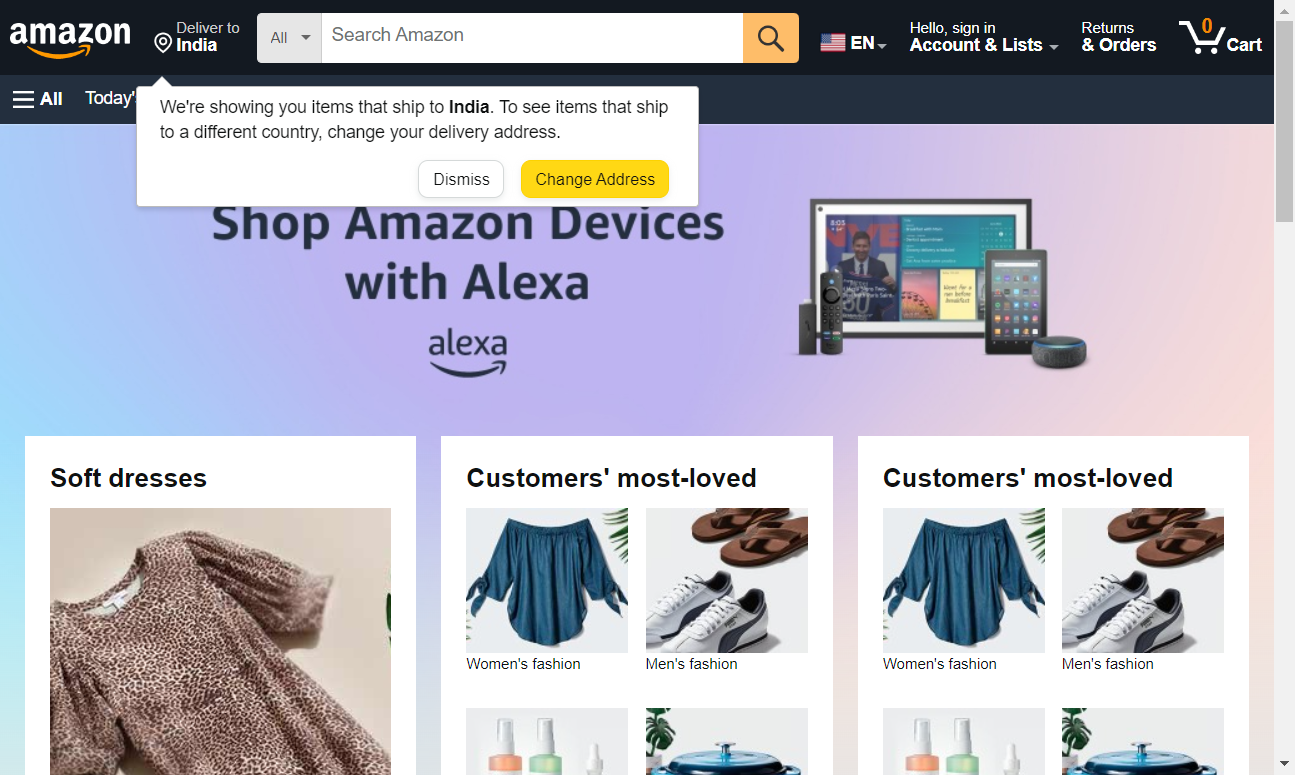 amazon
Deliver to
India
All
Search Amazon
EN
Hello, sign in
Account & Lists
Returns
& Orders
0
Cart
All
Today's
We're showing you items that ship to India. To see items that ship
to a different country, change your delivery address.
Dismiss
Change Address
Shop Amazon Devices
with Alexa
alexa
8:05
Soft dresses
Customers' most-loved
Women's fashion
Men's fashion
Customers' most-loved
Women's fashion
Men's fashion